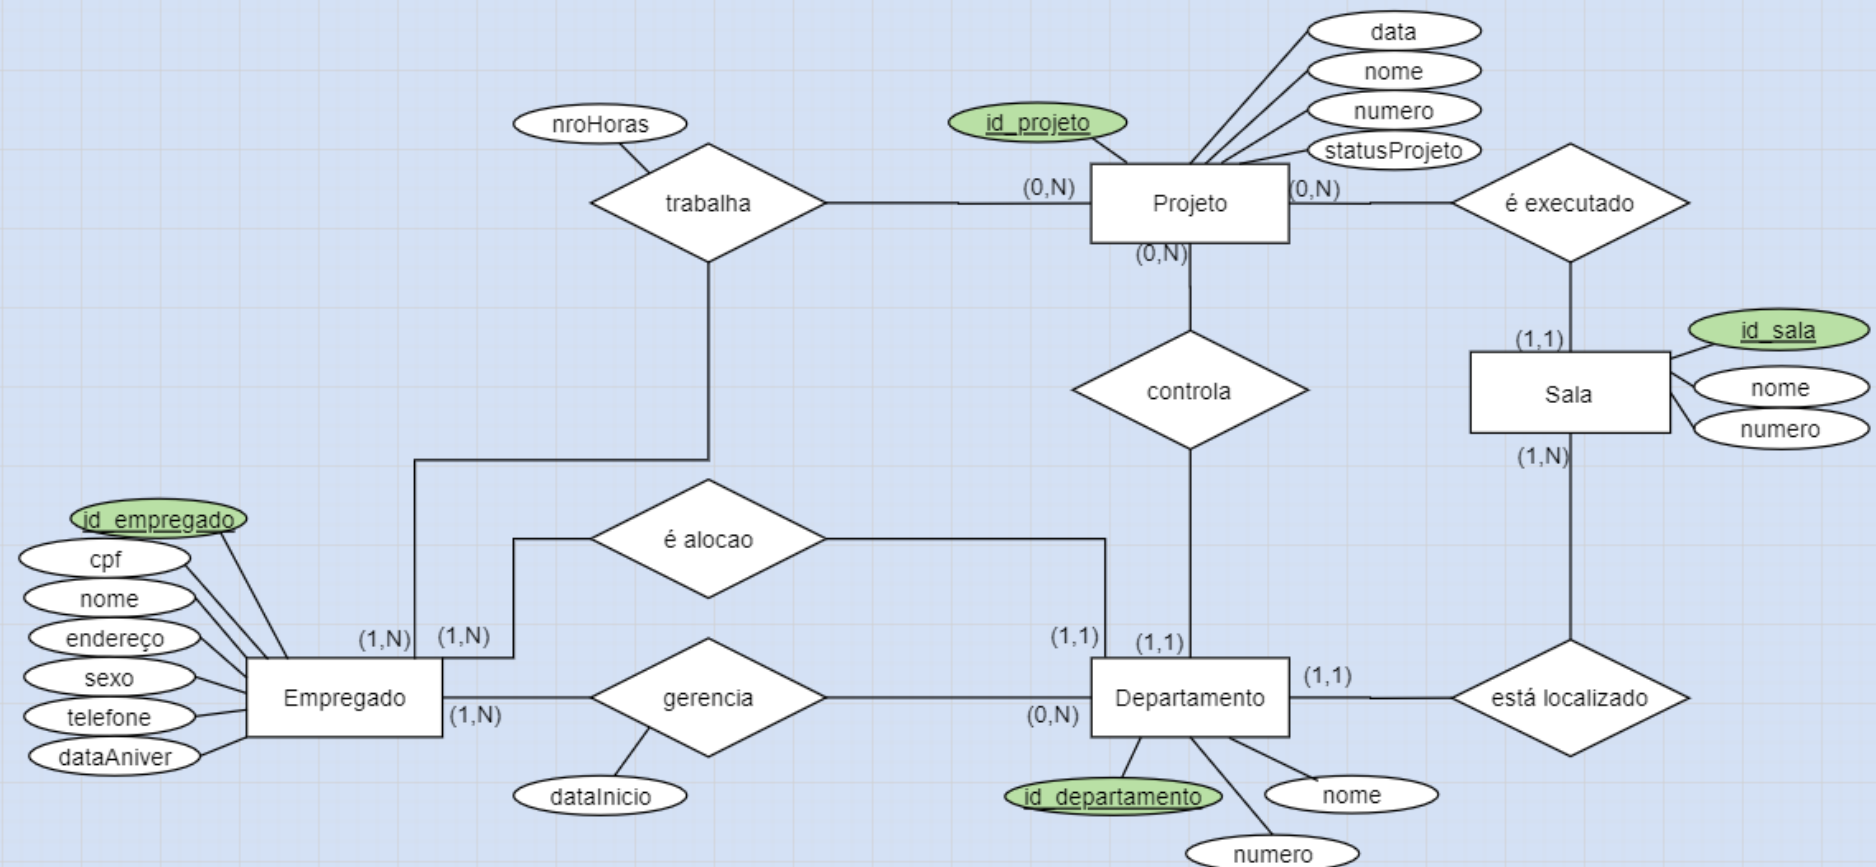 data
nome
numero
statusProjeto
id_projeto
nroHoras
trabalha
(0,N)
Projeto
(0,N)
é executado
(0,N)
controla
(1,1)
Sala
id_sala
nome
numero
(1,N)
id_empregado
cpf
nome
endereço
sexo
telefone
dataAniver
é alocao
(1,N)
(1,N)
(1,1)
(1,1)
Empregado
(1,N)
gerencia
(0,N)
Departamento
(1,1)
está localizado
dataInicio
id_departamento
nome
numero